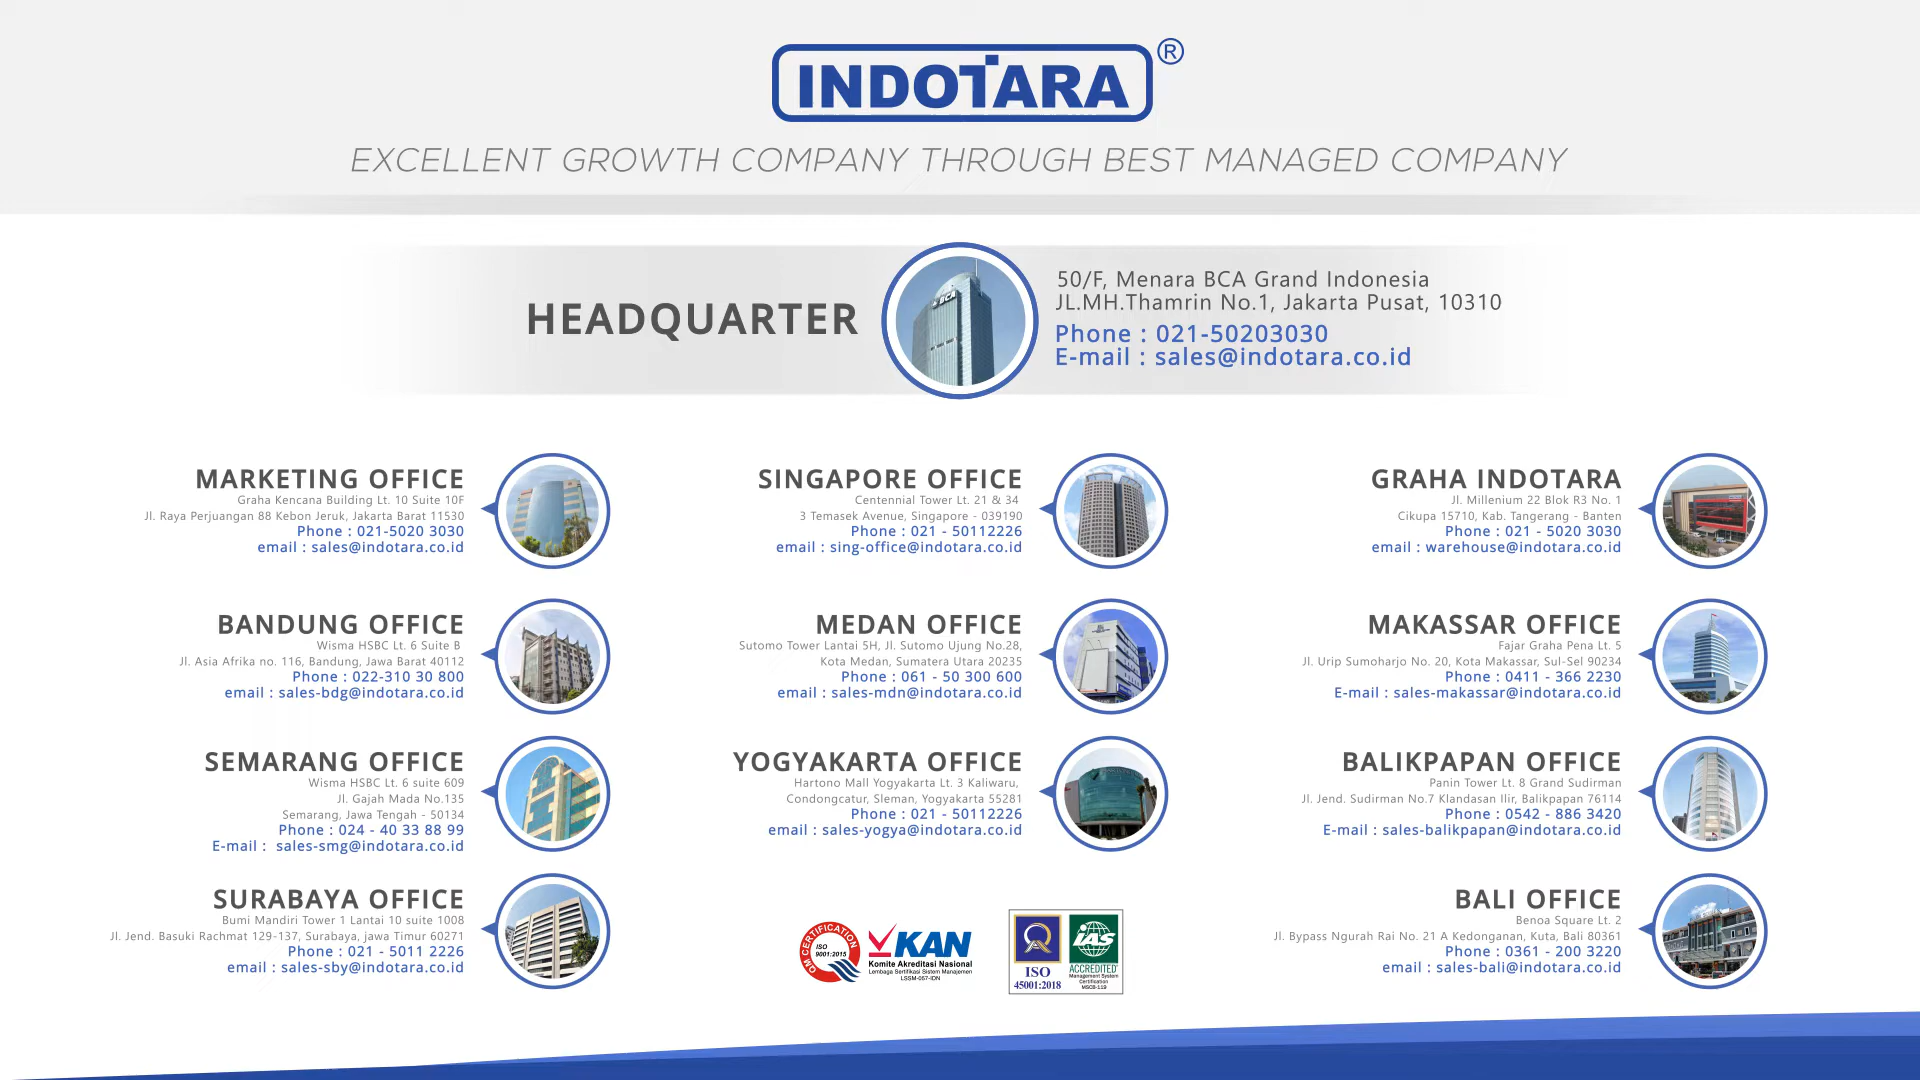 INDOTARA®
EXCELLENT GROWTH COMPANY THROUGH BEST MANAGED COMPANY
HEADQUARTER
BCA
50/F, Menara BCA Grand Indonesia
JL.MH.Thamrin No.1, Jakarta Pusat, 10310
Phone : 021-50203030
E-mail : sales@indotara.co.id
MARKETING OFFICE
Graha Kencana Building Lt. 10 Suite 10F
Jl. Raya Perjuangan 88 Kebon Jeruk, Jakarta Barat 11530
Phone : 021-5020 3030
email : sales@indotara.co.id
SINGAPORE OFFICE
Centennial Tower Lt. 21 & 34
3 Temasek Avenue, Singapore - 039190
Phone : 021 - 50112226
email : sing-office@indotara.co.id
GRAHA INDOTARA
Jl. Millenium 22 Blok R3 No. 1
Cikupa 15710, Kab. Tangerang - Banten
Phone : 021 - 5020 3030
email : warehouse@indotara.co.id
BANDUNG OFFICE
Wisma HSBC Lt. 6 Suite B
Jl. Asia Afrika no. 116, Bandung, Jawa Barat 40112
Phone : 022-310 30 800
email : sales-bdg@indotara.co.id
MEDAN OFFICE
Sutomo Tower Lantai 5H, Jl. Sutomo Ujung No.28,
Kota Medan, Sumatera Utara 20235
Phone : 061 - 50 300 600
email : sales-mdn@indotara.co.id
MAKASSAR OFFICE
Fajar Graha Pena Lt. 5
Jl. Urip Sumoharjo No. 20, Kota Makassar, Sul-Sel 90234
Phone : 0411 - 366 2230
E-mail : sales-makassar@indotara.co.id
SEMARANG OFFICE
Wisma HSBC Lt. 6 suite 609
Jl. Gajah Mada No.135
Semarang, Jawa Tengah - 50134
Phone : 024 - 40 33 88 99
E-mail : sales-smg@indotara.co.id
YOGYAKARTA OFFICE
Hartono Mall Yogyakarta Lt. 3 Kaliwaru,
Condongcatur, Sleman, Yogyakarta 55281
Phone : 021 - 50112226
email : sales-yogya@indotara.co.id
BALIKPAPAN OFFICE
Panin Tower Lt. 8 Grand Sudirman
Jl. Jend. Sudirman No.7 Klandasan Ilir, Balikpapan 76114
Phone : 0542 - 886 3420
E-mail : sales-balikpapan@indotara.co.id
SURABAYA OFFICE
Bumi Mandiri Tower 1 Lantai 10 suite 1008
Jl. Jend. Basuki Rachmat 129-137, Surabaya, jawa Timur 60271
Phone : 021 - 5011 2226
email : sales-sby@indotara.co.id
QM CERTIFICATION
ISO
9001:2015
KAN
Komite Akreditasi Nasional
Lembaga Sertifikasi Sistem Manajemen
LSSM-057-IDN
ISO
45001:2018
IAS
ACCREDITED
Management System
Certification
MSCB-119
BALI OFFICE
Benoa Square Lt. 2
Jl. Bypass Ngurah Rai No. 21 A Kedonganan, Kuta, Bali 80361
Phone : 0361 - 200 3220
email : sales-bali@indotara.co.id